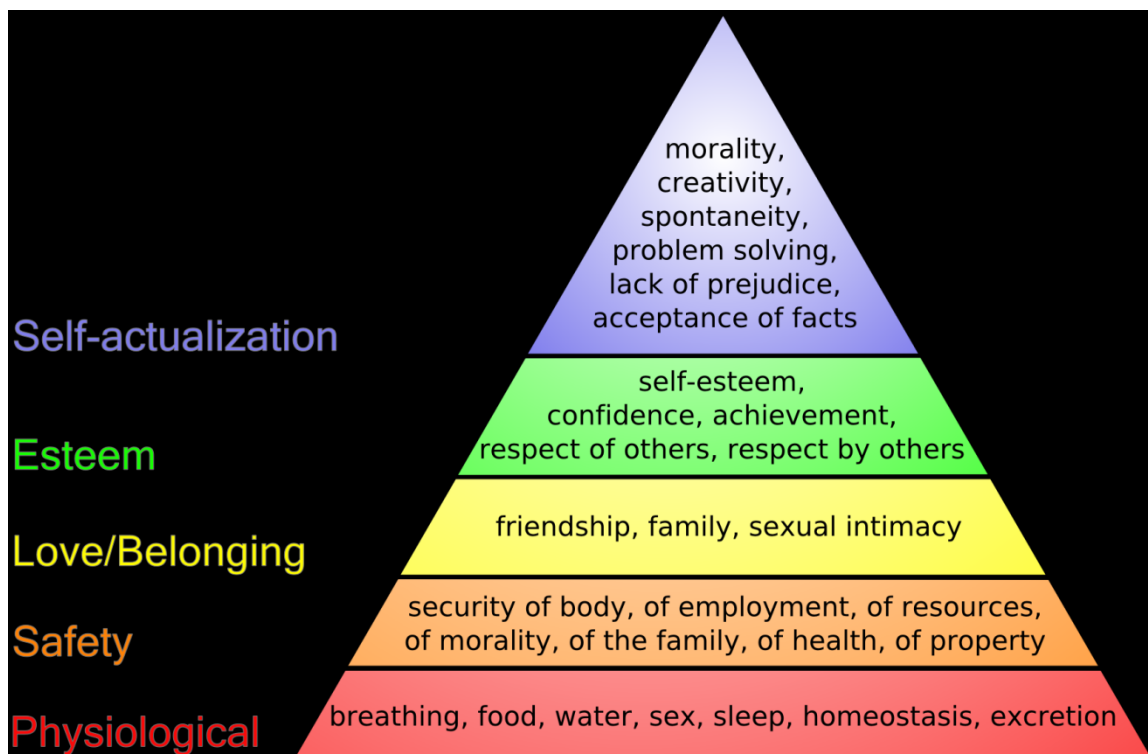 morality,
creativity,
spontaneity,
problem solving,
lack of prejudice,
acceptance of facts
Self-actualization
self-esteem,
confidence, achievement,
respect of others, respect by others
Esteem
friendship, family, sexual intimacy
Love/Belonging
security of body, of employment, of resources,
of morality, of the family, of health, of property
Safety
breathing, food, water, sex, sleep, homeostasis, excretion
Physiological